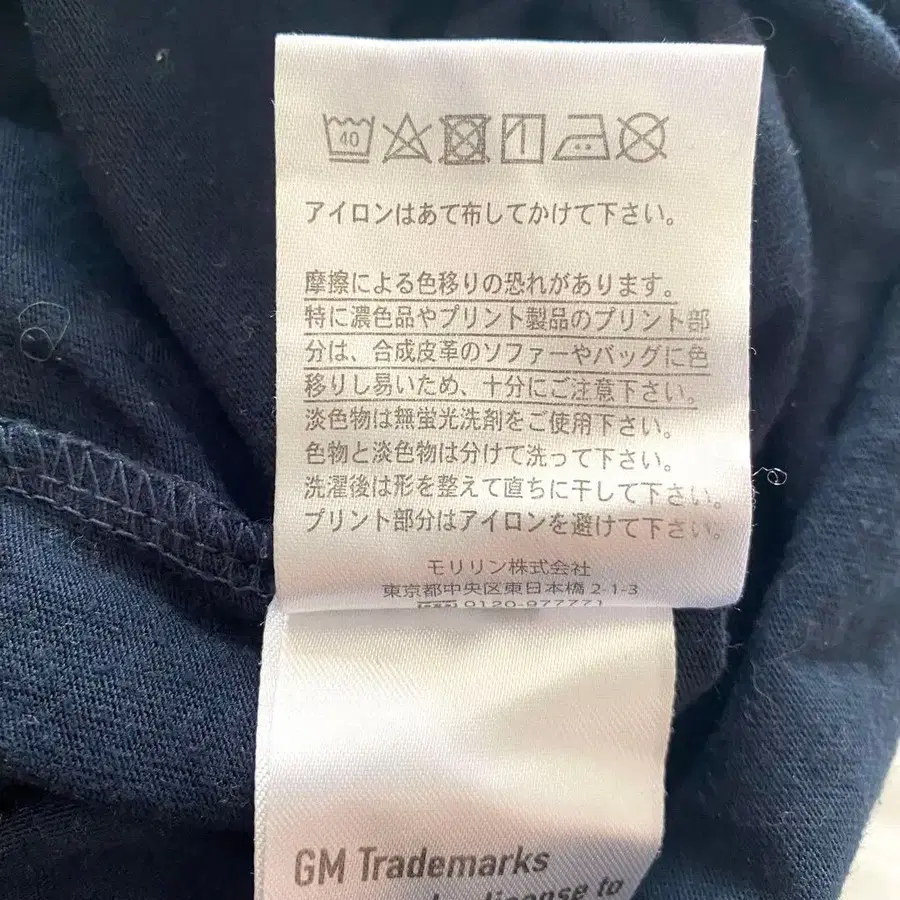 40
アイロンはあて布してかけて下さい。
摩擦による色移りの恐れがあります。
特に濃色品やプリント製品のプリント部
分は、合成皮革のソファーやバッグに色
移りし易いため、十分にご注意下さい。
淡色物は無蛍光洗剤をご使用下さい。
色物と淡色物は分けて洗って下さい。
洗濯後は形を整えて直ちに干して下さい。
プリント部分はアイロンを避けて下さい。
モリリン株式会社
東京都中央区東日本橋 2-1-3
0120-977771
GM Trademarks
license to